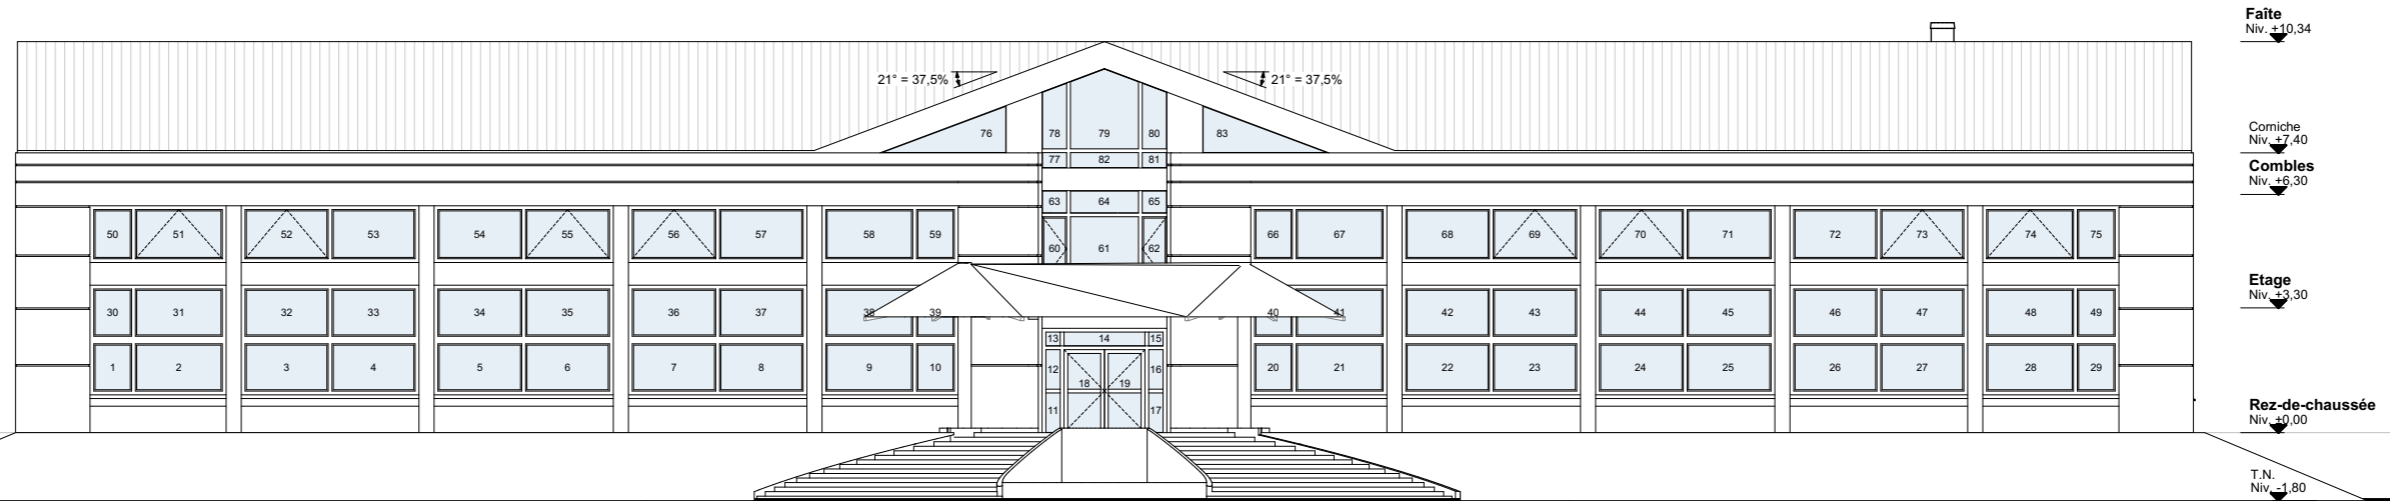 Faîte
Niv. +10,34
21° = 37,5% 21° = 37,5%
76 78 79 80 83
Corniche
Niv. +7,40
77 82 81
Combles
Niv. +6,30
63 64 65
50 51 52 53 54 55 56 57 58 59 60 61 62 66 67 68 69 70 71 72 73 74 75
Etage
Niv. +3,30
30 31 32 33 34 35 36 37 38 39 40 41 42 43 44 45 46 47 48 49
13 14 15
1 2 3 4 5 6 7 8 9 10 12 18 19 16 20 21 22 23 24 25 26 27 28 29
11 17
Rez-de-chaussée
Niv. +0,00
T.N.
Niv. -1,80